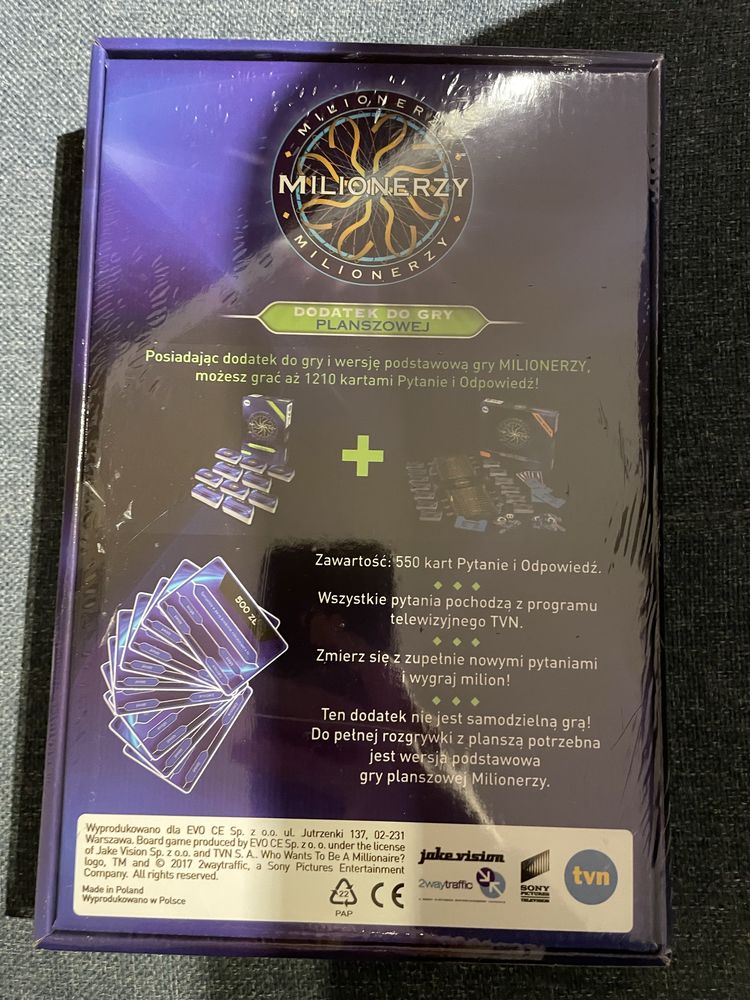 MILIONERZY
MILIONERZY
MILIONERZY
DODATEK DO GRY
PLANSZOWEJ
Posiadając dodatek do gry i wersję podstawową gry MILIONERZY,
możesz grać aż 1210 kartami Pytanie i Odpowiedź!
Zawartość: 550 kart Pytanie i Odpowiedź.
Wszystkie pytania pochodzą z programu
telewizyjnego TVN.
Zmierz się z zupełnie nowymi pytaniami
i wygraj milion!
Ten dodatek nie jest samodzielną grą!
Do pełnej rozgrywki z planszą potrzebna
jest wersja podstawowa
gry planszowej Milionerzy.
500 ZŁ
Wyprodukowano dla EVO CE Sp. z o.o. ul. Jutrzenki 137, 02-231
Warszawa. Board game produced by EVO CE Sp. z o. o. under the license
of Jake Vision Sp. z o.o. and TVN S. A.. Who Wants To Be A Millionaire?
logo, TM and © 2017 2waytraffic, a Sony Pictures Entertainment
Company. All rights reserved.
Made in Poland
Wyprodukowano w Polsce
22
PAP
CE
jake vision
2waytraffic
SONY
PICTURES
TELEVISION
tvn